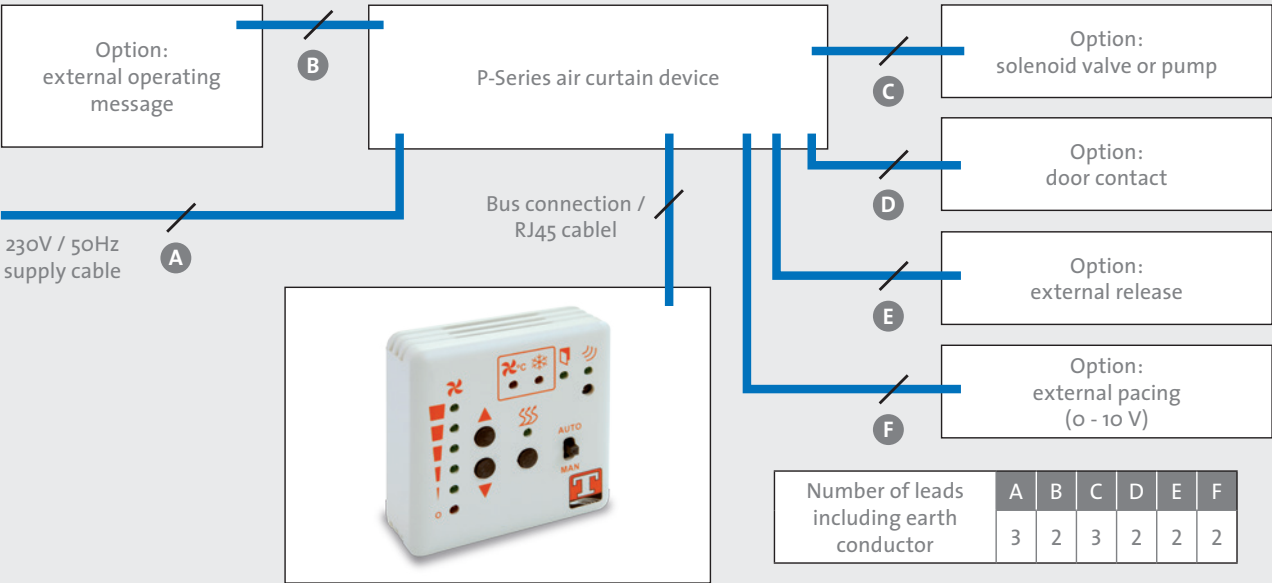 Option:
external operating
message
B
P-Series air curtain device
Option:
solenoid valve or pump
C
Option:
door contact
D
230V / 50Hz
supply cable
A
Bus connection /
RJ45 cablel
Option:
external release
E
Option:
external pacing
(0 - 10 V)
F
°C
AUTO
MAN
0
T
Number of leads
including earth
conductor
A B C D E F
3 2 3 2 2 2